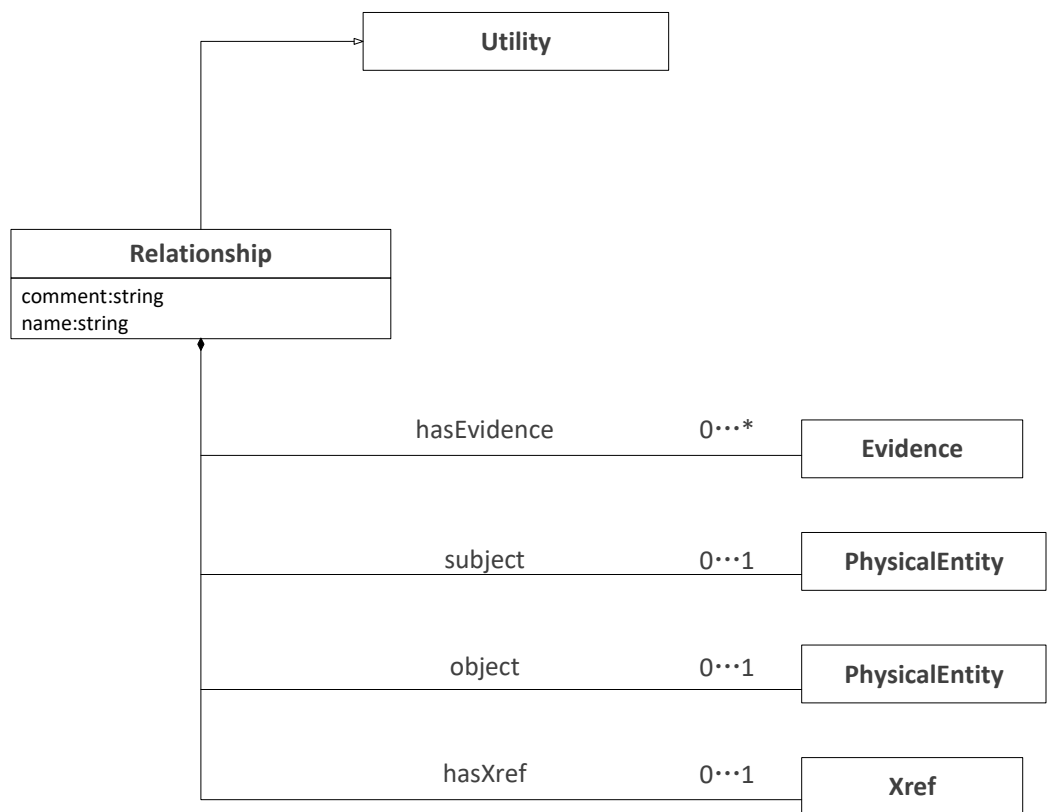 Utility
Relationship
comment:string
name:string
hasEvidence 0···*
Evidence
subject 0···1
PhysicalEntity
object 0···1
PhysicalEntity
hasXref 0···1
Xref